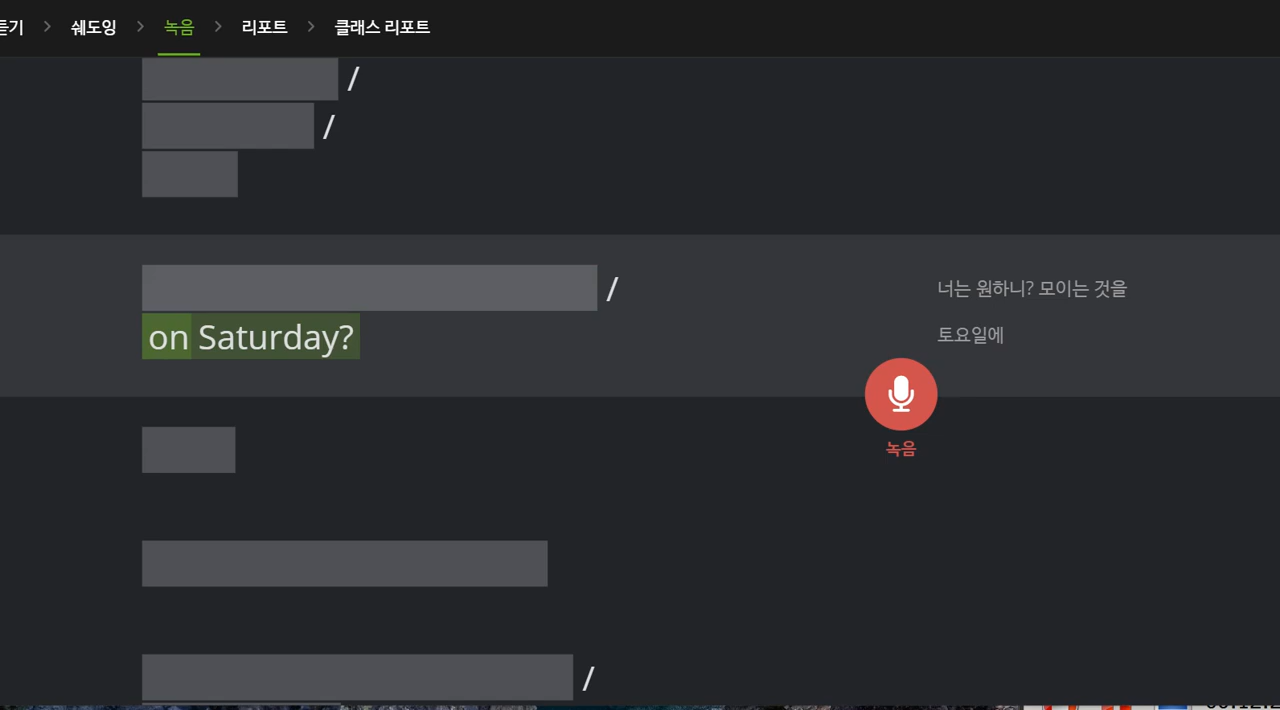 듣기 > 쉐도잉 > 녹음 > 리포트 > 클래스 리포트
/
/
/
너는 원하니? 모이는 것을
on Saturday?
토요일에
녹음
/